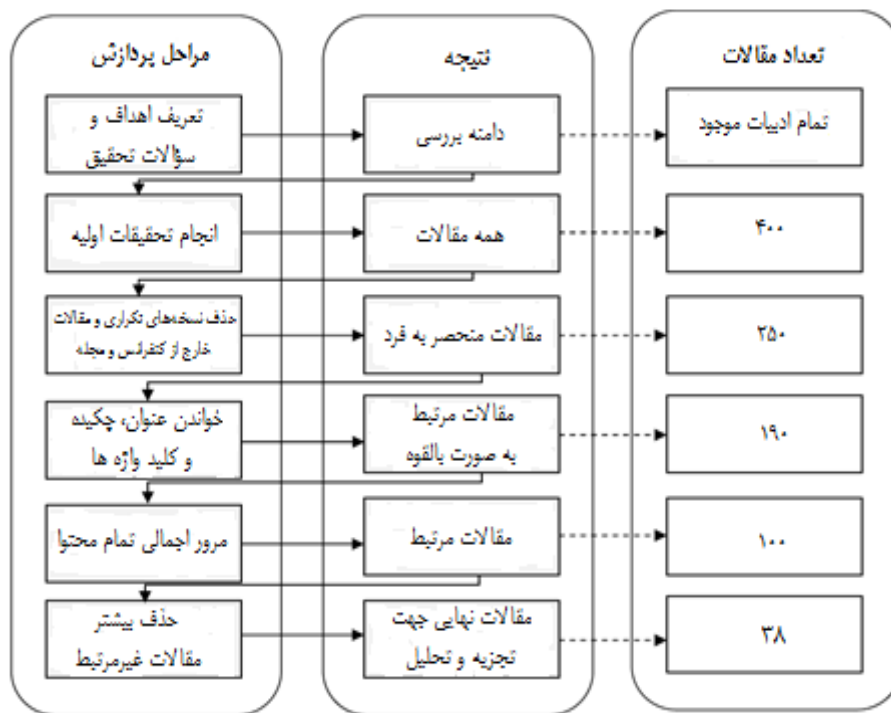 مراحل پردازش
تعریف اهداف و
سؤالات تحقیق
انجام تحقیقات اولیه
حذف نسخه‌های تکراری و مقالات
خارج از کنفرانس و مجله
خواندن عنوان، چکیده
و کلید واژه ها
مرور اجمالی تمام محتوا
حذف بیشتر
مقالات غیرمرتبط
نتیجه
دامنه بررسی
همه مقالات
مقالات منحصر به فرد
مقالات مرتبط
به صورت بالقوه
مقالات مرتبط
مقالات نهایی جهت
تجزیه و تحلیل
تعداد مقالات
تمام ادبیات موجود
۴۰۰
۲۵۰
۱۹۰
۱۰۰
۳۸